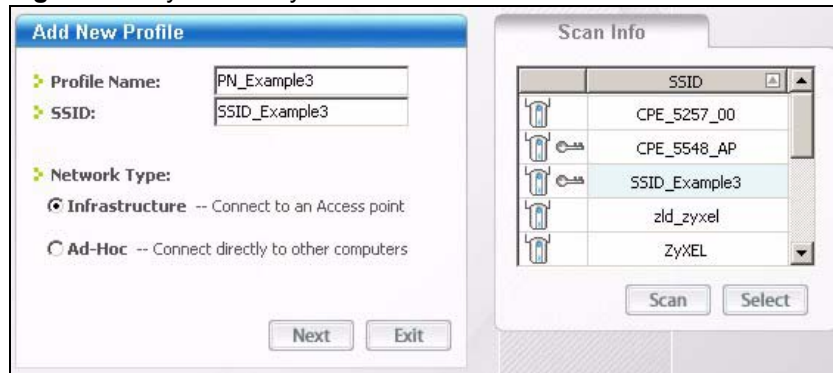 Add New Profile
Profile Name: PN_Example3
SSID: SSID_Example3
Network Type:
Infrastructure -- Connect to an Access point
Ad-Hoc -- Connect directly to other computers
Next Exit
Scan Info
SSID
CPE_5257_00
CPE_5548_AP
SSID_Example3
zld_zyxel
ZyXEL
Scan Select